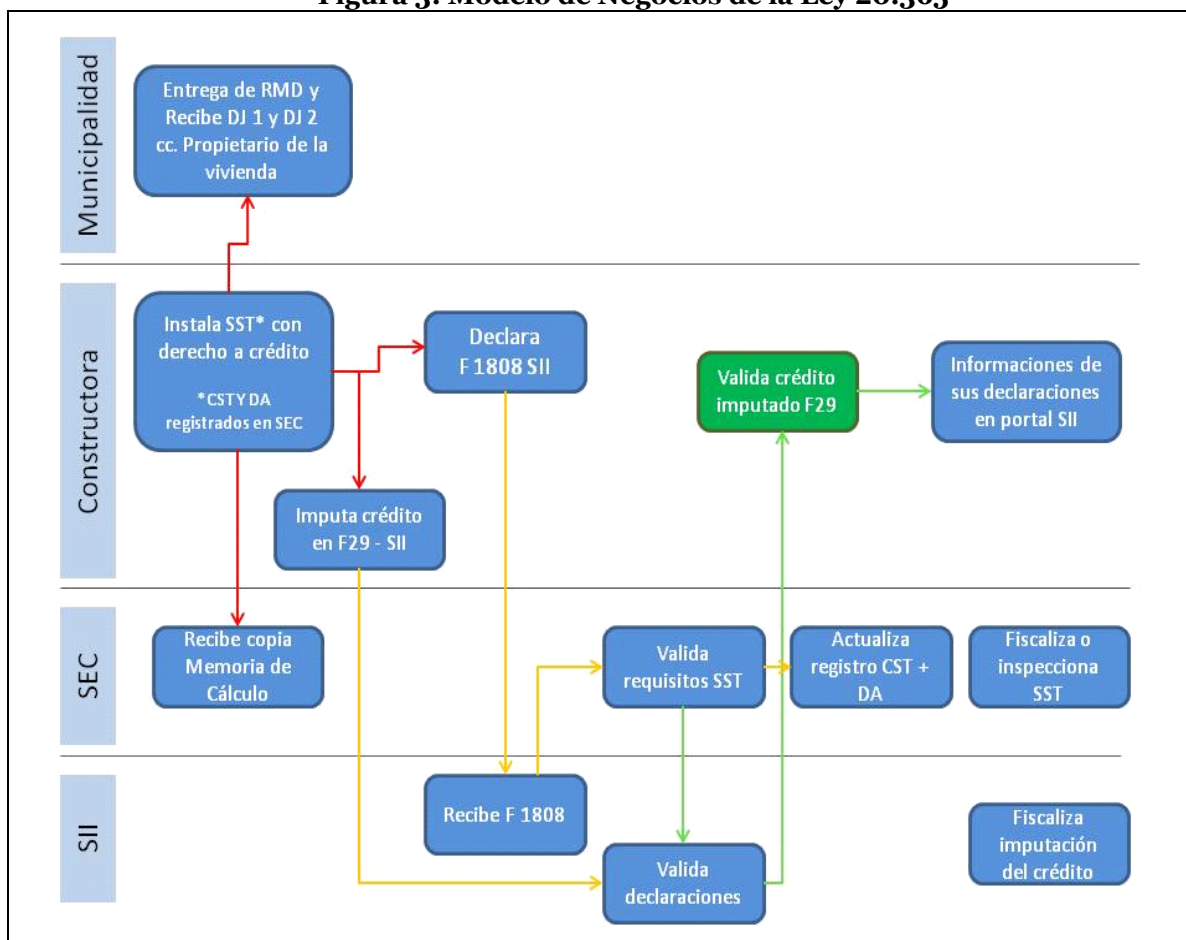 Figura 3: Modelo de Negocios de la Ley 20.365
Municipalidad
Entrega de RMD y
Recibe DJ 1 y DJ 2
cc. Propietario de la
vivienda
Constructora
Instala SST* con
derecho a crédito
*CSTY DA
registrados en SEC
Declara
F 1808 SII
Imputa crédito
en F29 - SII
Valida crédito
imputado F29
Informaciones de
sus declaraciones
en portal SII
SEC
Recibe copia
Memoria de
Cálculo
Valida
requisitos SST
Actualiza
registro CST +
DA
Fiscaliza o
inspecciona
SST
SII
Recibe F 1808
Valida
declaraciones
Fiscaliza
imputación
del crédito